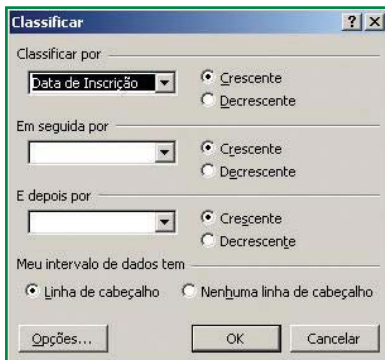 Classificar
Classificar por
Data de Inscrição
Crescente
Decrescente
Em seguida por
Crescente
Decrescente
E depois por
Crescente
Decrescente
Meu intervalo de dados tem
Linha de cabeçalho Nenhuma linha de cabeçalho
Opções... OK Cancelar